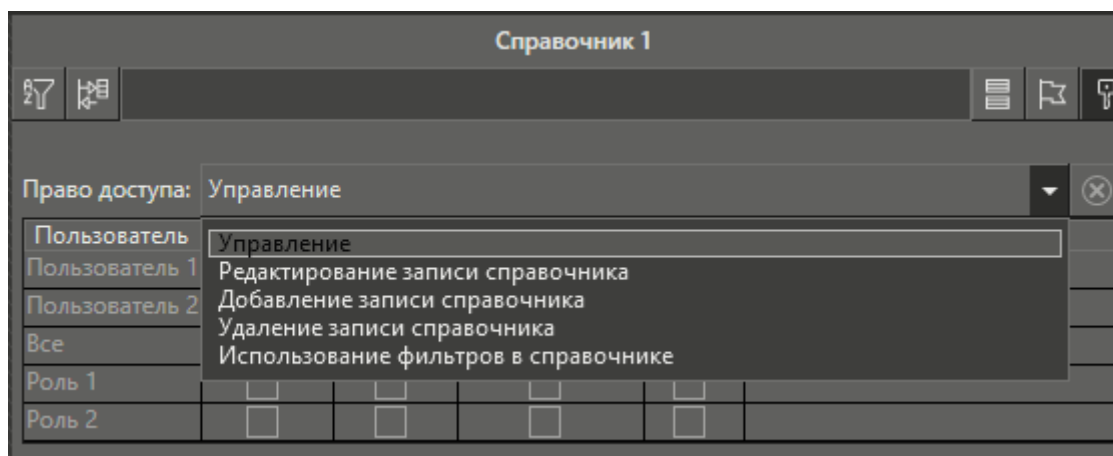 Справочник 1
Право доступа: Управление
Пользователь
Управление
Пользователь 1
Редактирование записи справочника
Пользователь 2
Добавление записи справочника
Удаление записи справочника
Все
Использование фильтров в справочнике
Роль 1
Роль 2